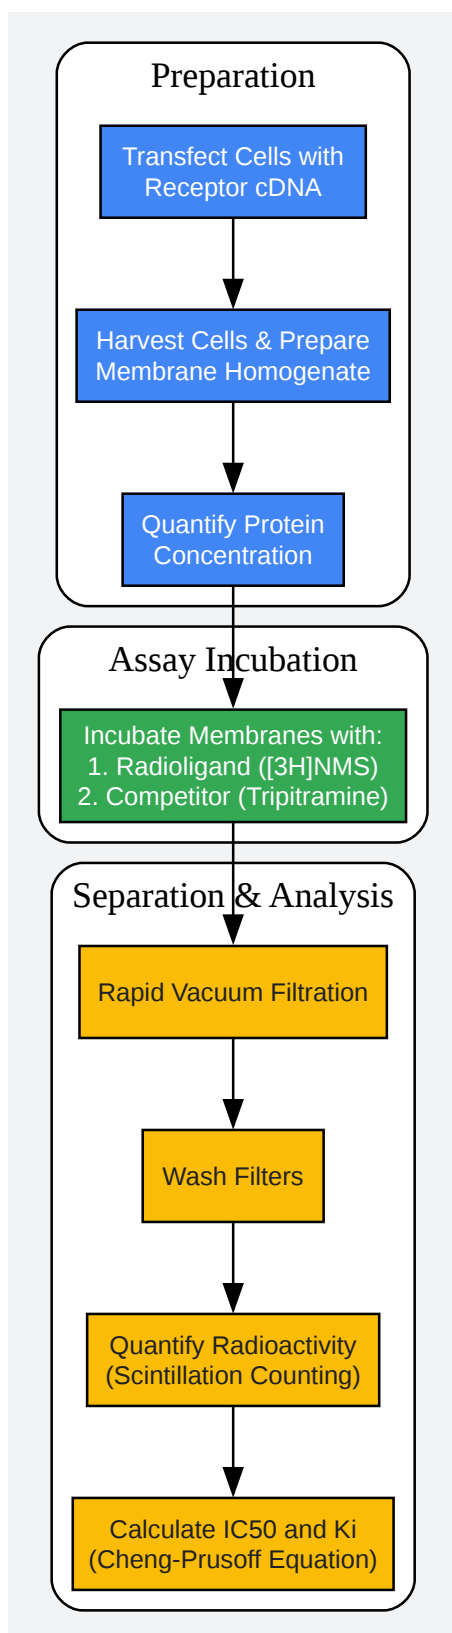 Preparation
Transfect Cells with
Receptor cDNA
Harvest Cells & Prepare
Membrane Homogenate
Quantify Protein
Concentration
Assay Incubation
Incubate Membranes with:
1. Radioligand ([3H]NMS)
2. Competitor (Tripitramine)
Separation & Analysis
Rapid Vacuum Filtration
Wash Filters
Quantify Radioactivity
(Scintillation Counting)
Calculate IC50 and Ki
(Cheng-Prusoff Equation)